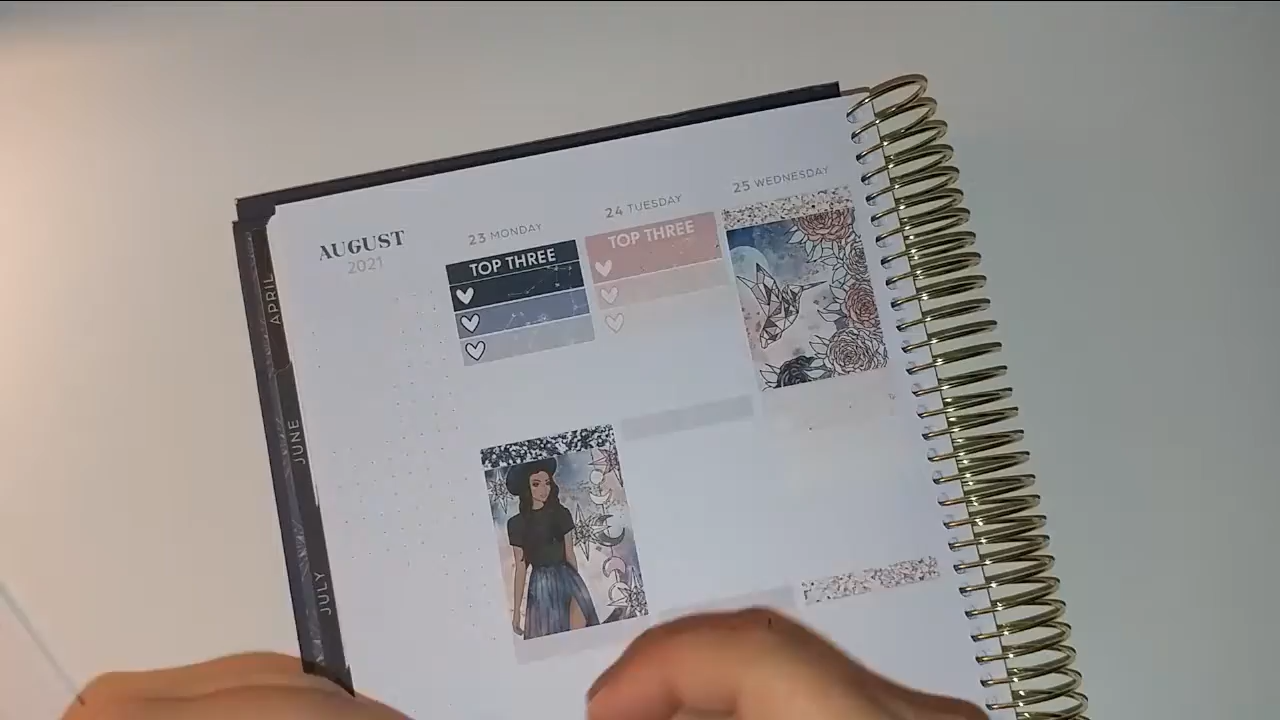 AUGUST
2021
23 MONDAY
24 TUESDAY
25 WEDNESDAY
TOP THREE
TOP THREE
APRIL
JUNE
JULY